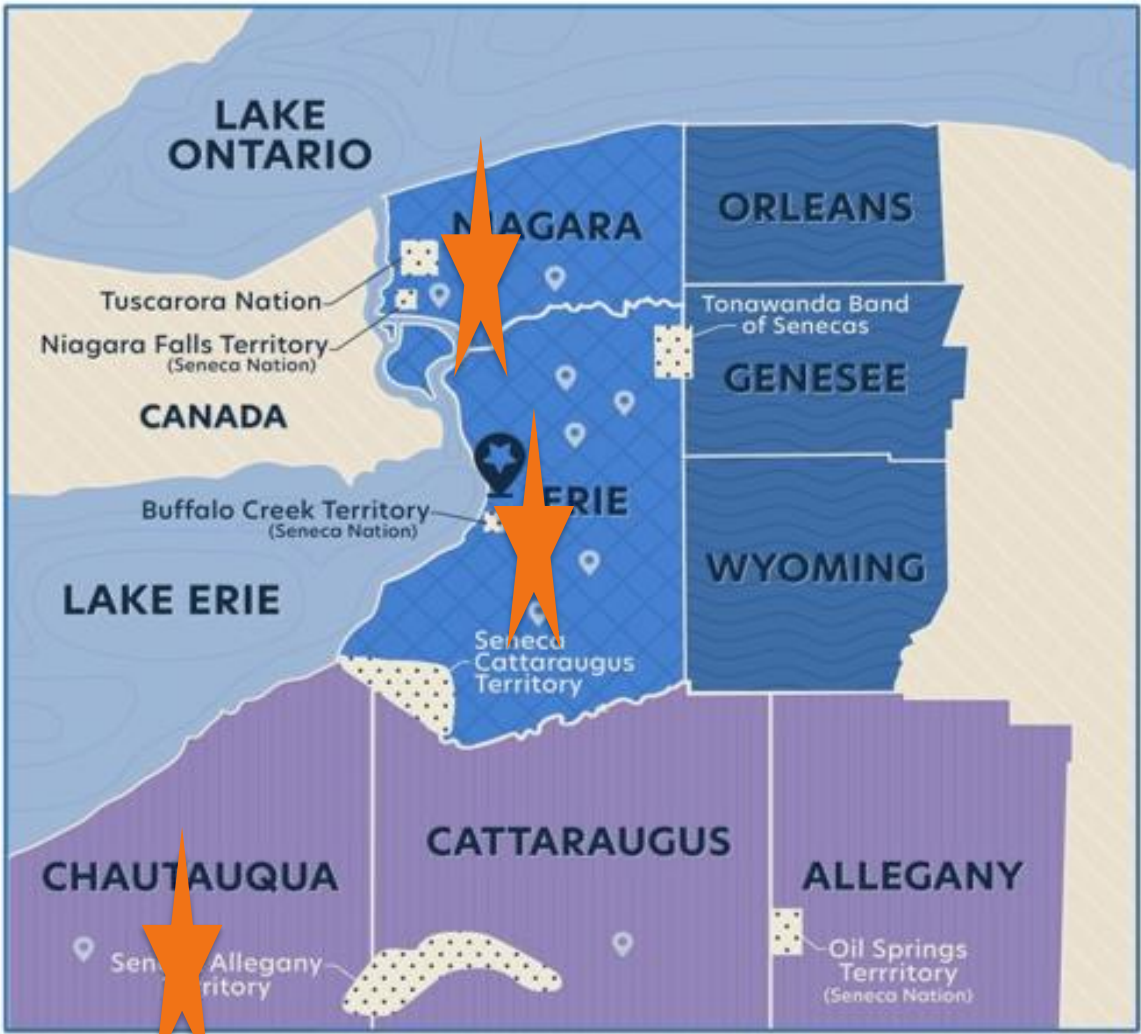 LAKE
ONTARIO
NIAGARA
ORLEANS
Tuscarora Nation
Tonawanda Band
of Senecas
Niagara Falls Territory
(Seneca Nation)
GENESEE
CANADA
ERIE
Buffalo Creek Territory
(Seneca Nation)
WYOMING
LAKE ERIE
Seneca
Cattaraugus
Territory
CATTARAUGUS
CHAUTAUQUA
ALLEGANY
Seneca Allegany
Territory
Oil Springs
Terrritory
(Seneca Nation)